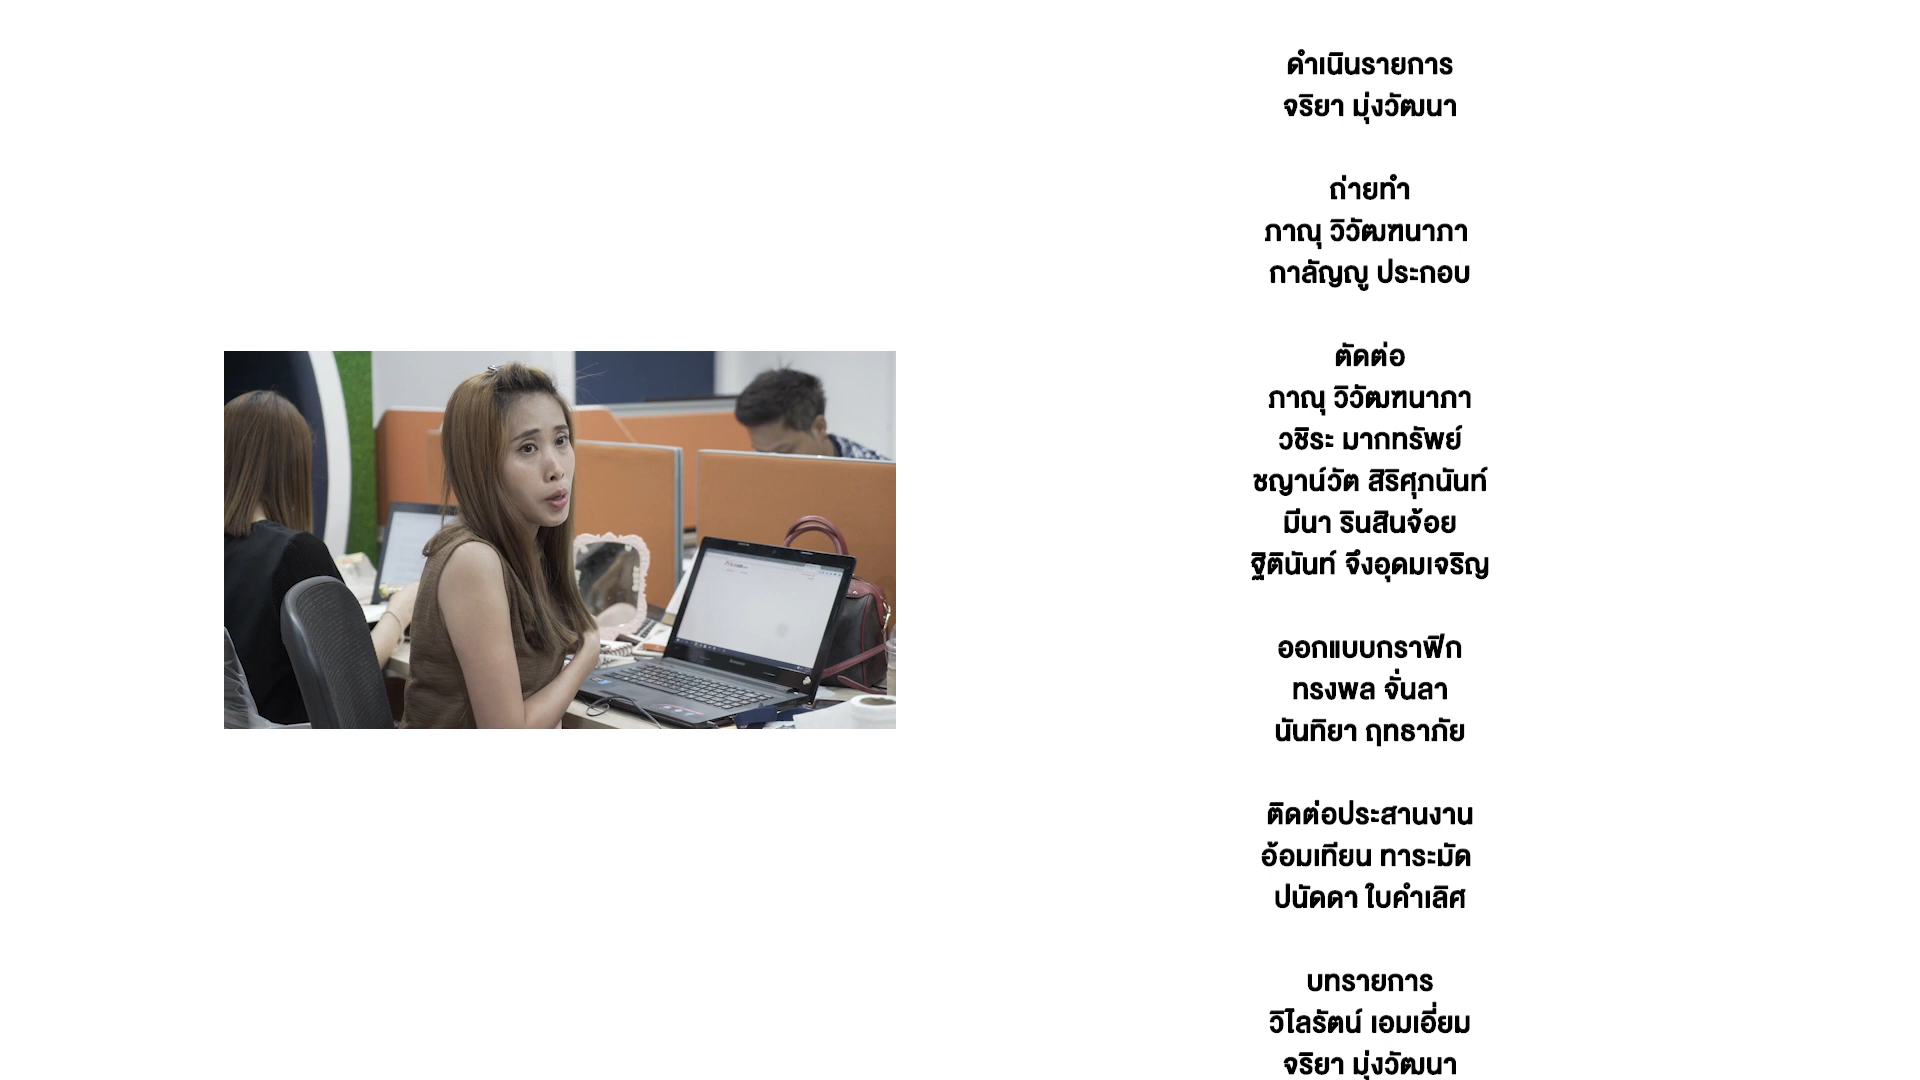 ดำเนินรายการ
จริยา มุ่งวัฒนา
ถ่ายทำ
ภาณุ วิวัฒฑนาภา
กาลัญญู ประกอบ
ตัดต่อ
ภาณุ วิวัฒฑนาภา
วชิระ มากทรัพย์
ชญาน์วัต สิริศุภนันท์
มีนา รินสินจ้อย
ฐิตินันท์ จึงอุดมเจริญ
ออกแบบกราฟิก
ทรงพล จั่นลา
นันทิยา ฤทธาภัย
ติดต่อประสานงาน
อ้อมเทียน ทาระมัด
ปนัดดา ใบคำเลิศ
บทรายการ
วิไลรัตน์ เอมเอี่ยม
จริยา มุ่งวัฒนา